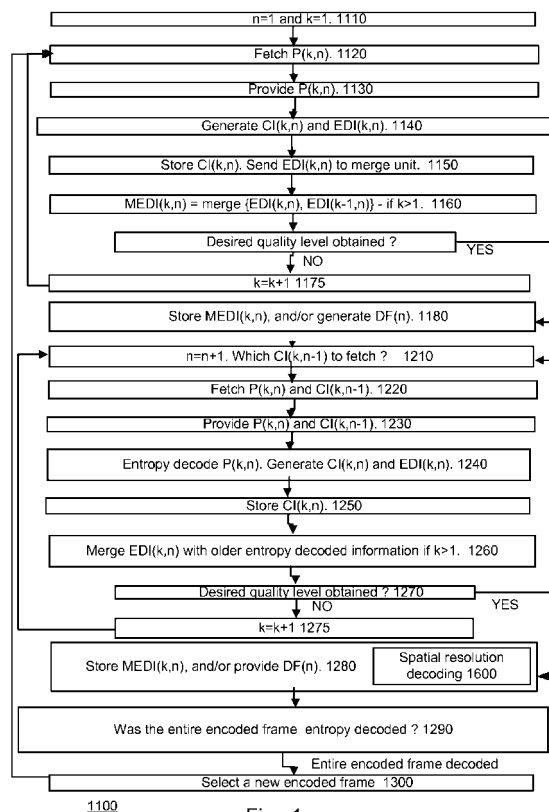 n=1 and k=1. 1110
Fetch P(k,n). 1120
Provide P(k,n). 1130
Generate CI(k,n) and EDI(k,n). 1140
Store CI(k,n). Send EDI(k,n) to merge unit. 1150
MEDI(k,n) = merge {EDI(k,n), EDI(k-1,n)} - if k>1. 1160
Desired quality level obtained ?
YES
NO
k=k+1 1175
Store MEDI(k,n), and/or generate DF(n). 1180
n=n+1. Which CI(k,n-1) to fetch ? 1210
Fetch P(k,n) and CI(k,n-1). 1220
Provide P(k,n) and CI(k,n-1). 1230
Entropy decode P(k,n). Generate CI(k,n) and EDI(k,n). 1240
Store CI(k,n). 1250
Merge EDI(k,n) with older entropy decoded information if k>1. 1260
Desired quality level obtained ? 1270
NO
YES
k=k+1 1275
Store MEDI(k,n), and/or provide DF(n). 1280
Spatial resolution
decoding 1600
Was the entire encoded frame entropy decoded ? 1290
Entire encoded frame decoded
Select a new encoded frame 1300
1100